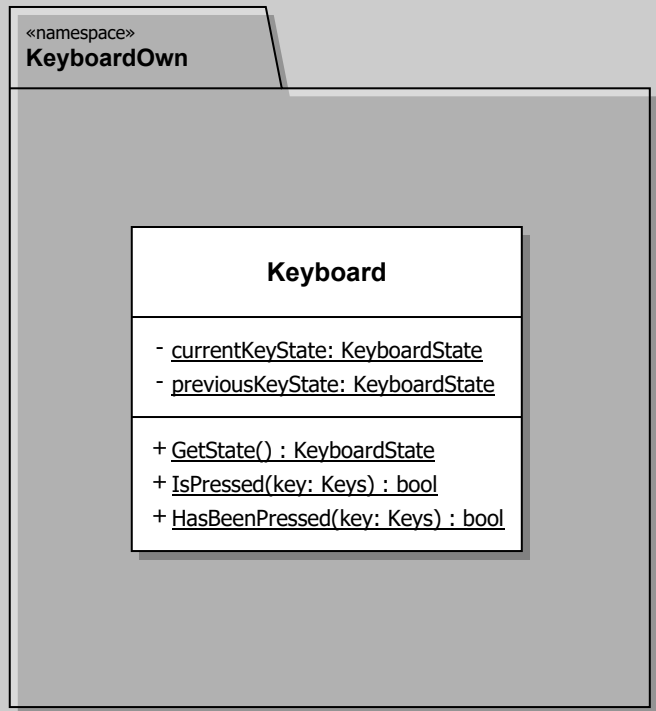 «namespace»
KeyboardOwn
Keyboard
- currentKeyState: KeyboardState
- previousKeyState: KeyboardState
+ GetState() : KeyboardState
+ IsPressed(key: Keys) : bool
+ HasBeenPressed(key: Keys) : bool